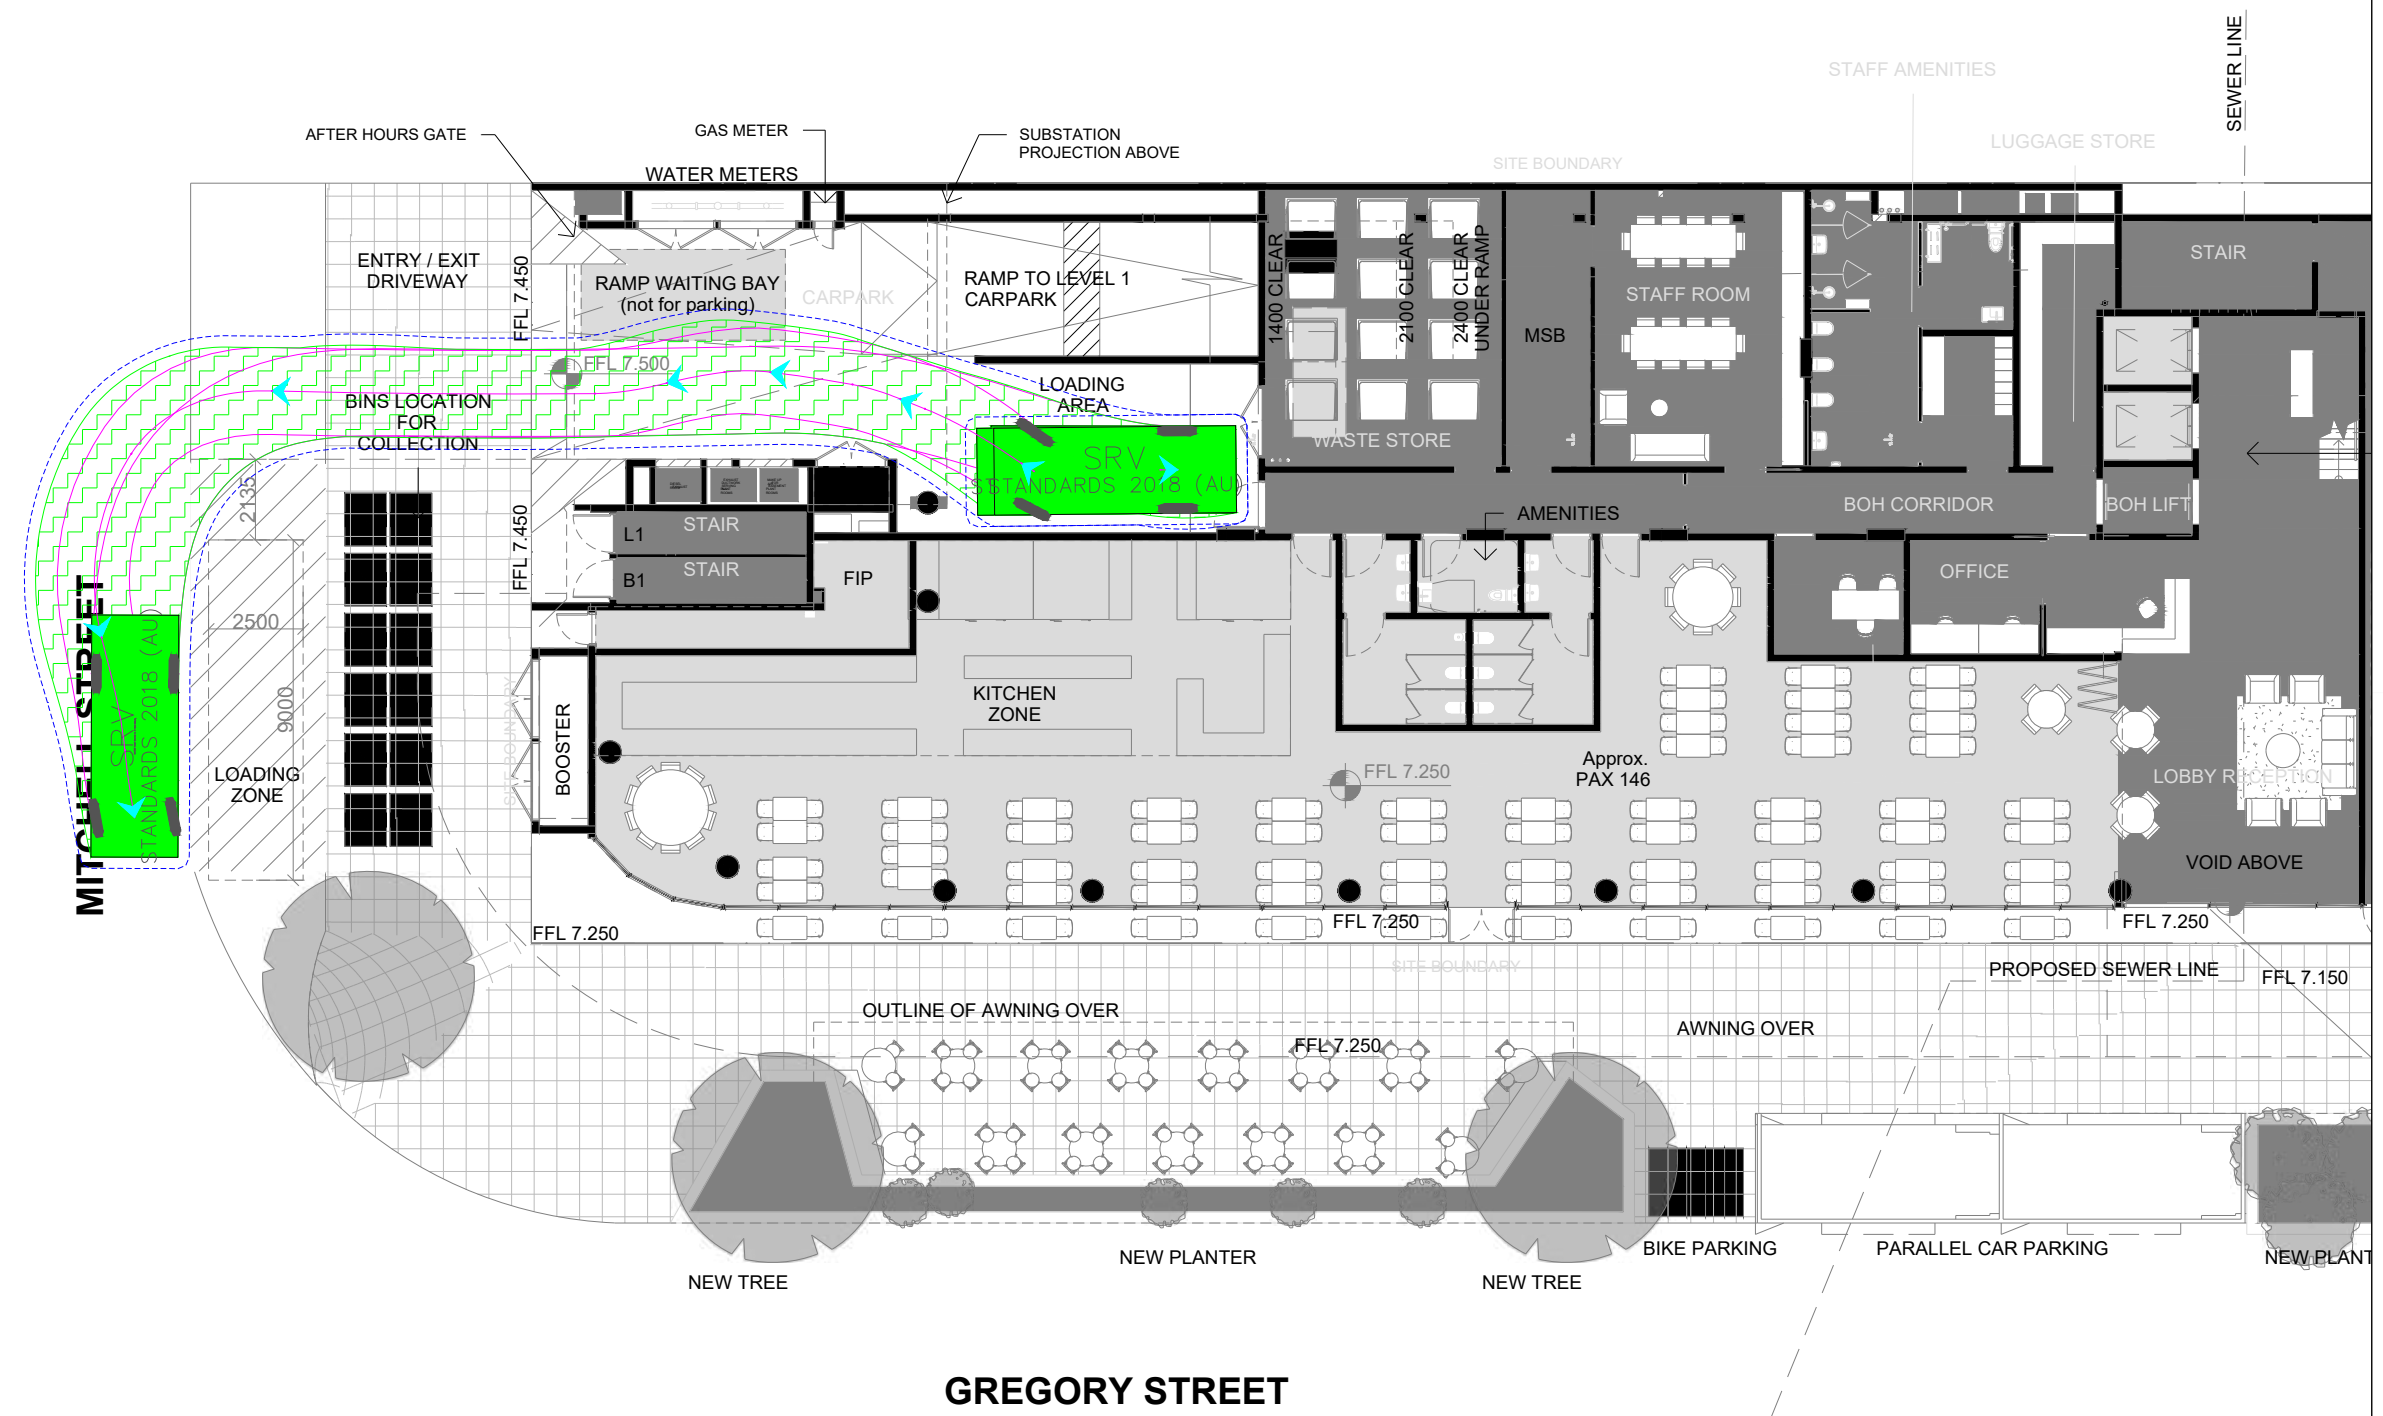 SEWER LINE
STAFF AMENITIES
LUGGAGE STORE
AFTER HOURS GATE
GAS METER
SUBSTATION
PROJECTION ABOVE
SITE BOUNDARY
WATER METERS
ENTRY / EXIT
DRIVEWAY
FFL 7.450
RAMP WAITING BAY
(not for parking)
CARPARK
RAMP TO LEVEL 1
CARPARK
1400 CLEAR
2100 CLEAR
2400 CLEAR
UNDER RAMP
MSB
STAFF ROOM
STAIR
FFL 7.500
LOADING
AREA
BINS LOCATION
FOR
COLLECTION
WASTE STORE
SRV
STANDARDS 2018 (AU)
2135
FFL 7.450
L1
STAIR
B1
STAIR
FIP
AMENITIES
BOH CORRIDOR
BOH LIFT
OFFICE
2500
9000
MITCHELL STREET
SRV
STANDARDS 2018 (AU)
LOADING
ZONE
SITE BOUNDARY
BOOSTER
KITCHEN
ZONE
FFL 7.250
Approx.
PAX 146
LOBBY RECEPTION
VOID ABOVE
FFL 7.250
FFL 7.250
FFL 7.250
SITE BOUNDARY
PROPOSED SEWER LINE
FFL 7.150
OUTLINE OF AWNING OVER
AWNING OVER
FFL 7.250
NEW TREE
NEW PLANTER
NEW TREE
BIKE PARKING
PARALLEL CAR PARKING
NEW PLANT
GREGORY STREET